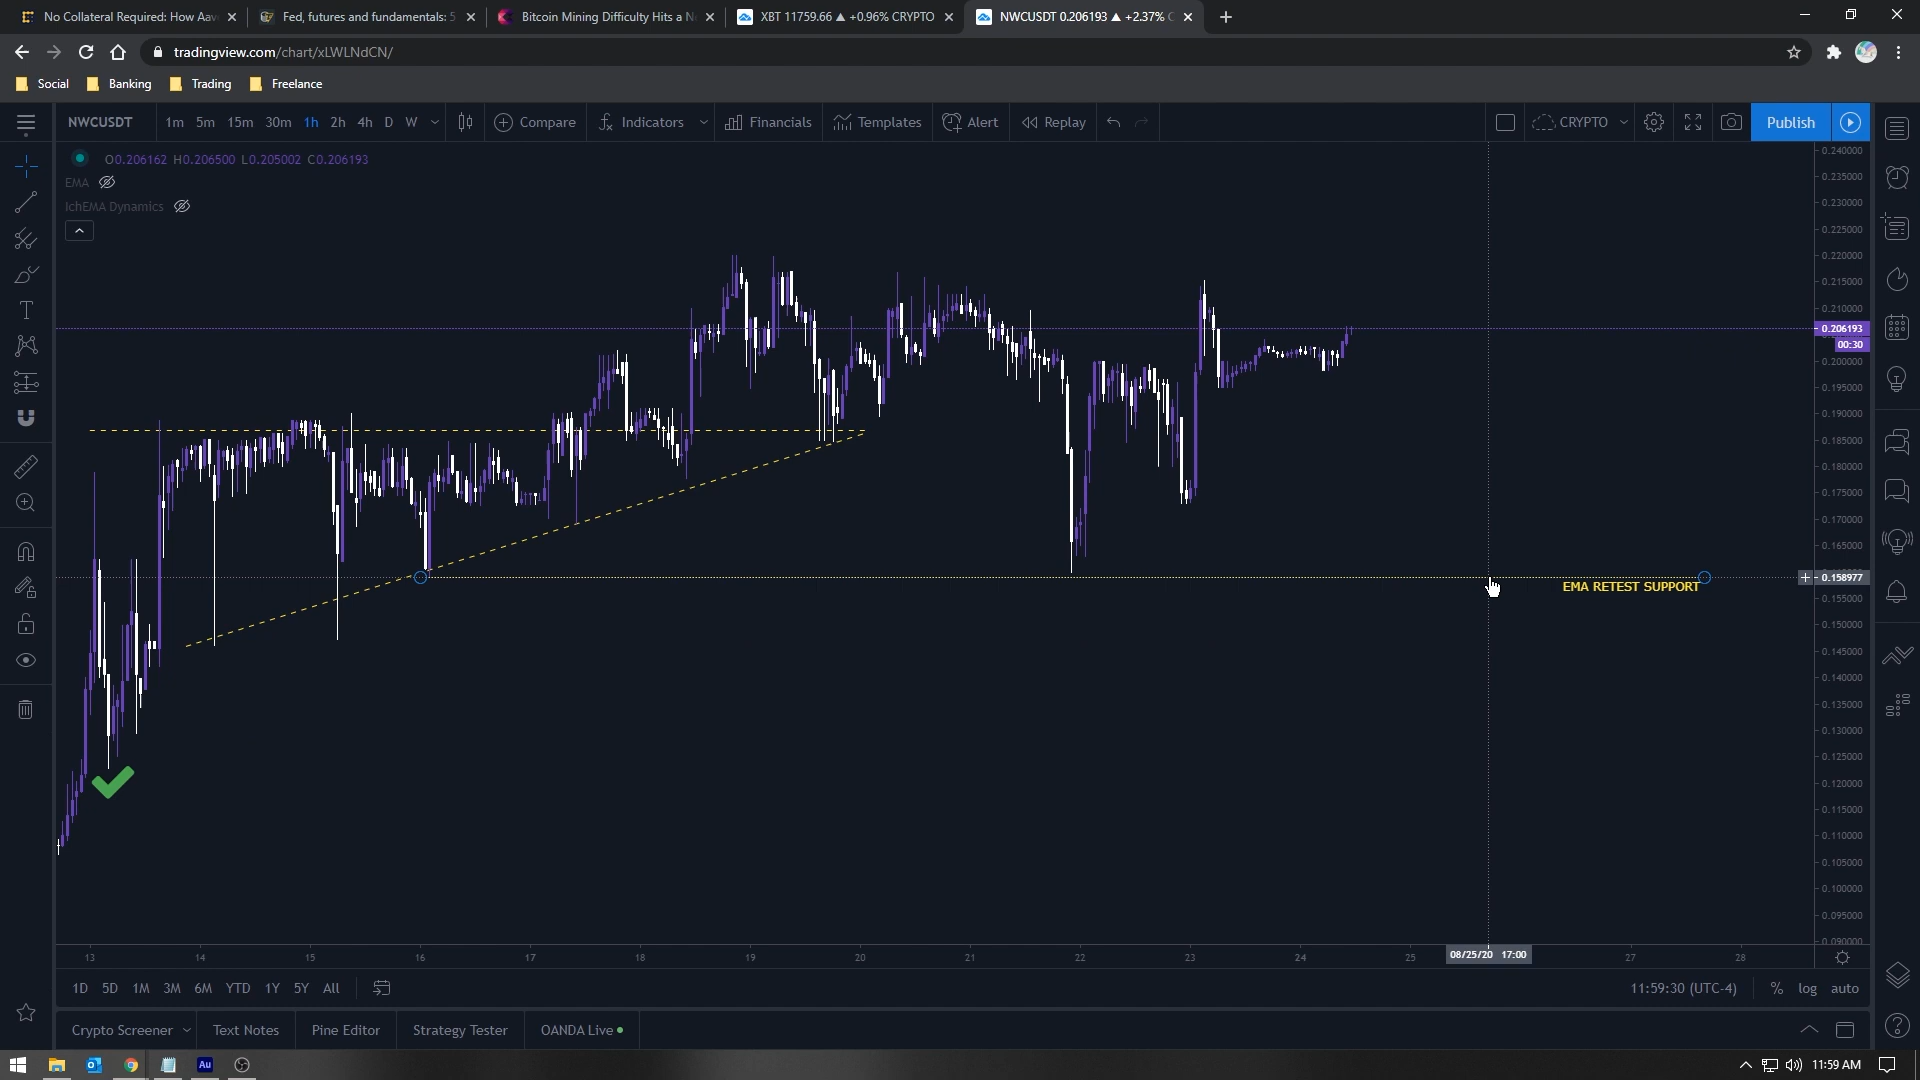 No Collateral Required: How Aav
Fed, futures and fundamentals: 5
Bitcoin Mining Difficulty Hits a N
XBT 11759.66 ▲ +0.96% CRYPTO
NWCUSDT 0.206193 ▲ +2.37% C
tradingview.com/chart/xLWLNdCN/
Social
Banking
Trading
Freelance
NWCUSDT
1m 5m 15m 30m 1h 2h 4h D W
Compare
Indicators
Financials
Templates
Alert
Replay
CRYPTO
Publish
O0.206162 H0.206500 L0.205002 C0.206193
EMA
IchEMA Dynamics
0.240000
0.235000
0.230000
0.225000
0.220000
0.215000
0.210000
0.206193
00:30
0.200000
0.195000
0.190000
0.185000
0.180000
0.175000
0.170000
0.165000
0.158977
EMA RETEST SUPPORT
0.155000
0.150000
0.145000
0.140000
0.135000
0.130000
0.125000
0.120000
0.115000
0.110000
0.105000
0.100000
0.095000
0.090000
13 14 15 16 17 18 19 20 21 22 23 24 25 08/25/20 17:00 27 28
1D 5D 1M 3M 6M YTD 1Y 5Y All
11:59:30 (UTC-4) % log auto
Crypto Screener
Text Notes
Pine Editor
Strategy Tester
OANDA Live
Au
11:59 AM